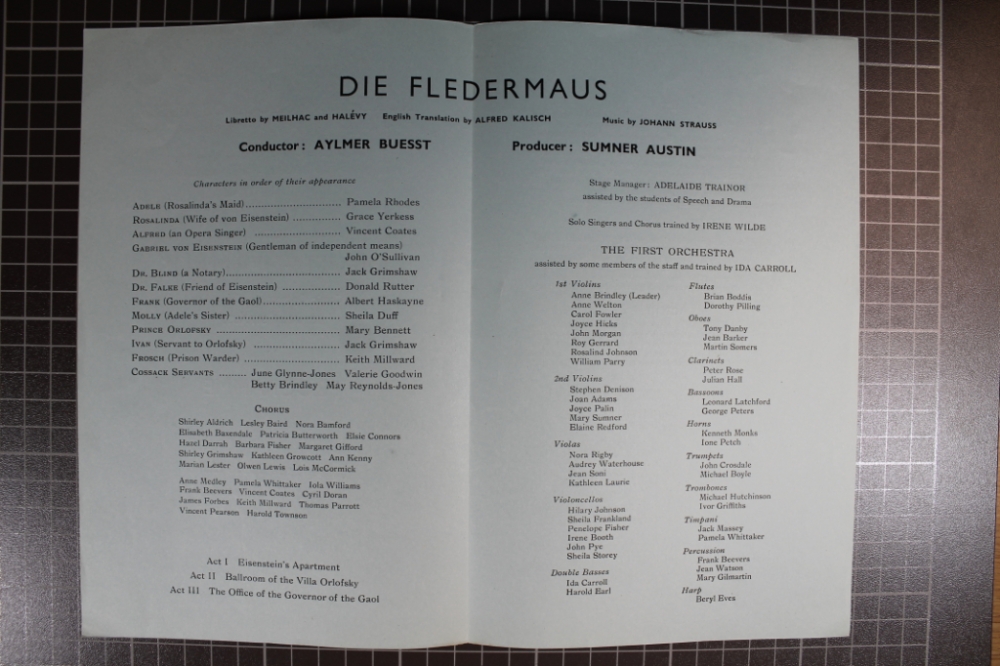 DIE FLEDERMAUS
Libretto by MEILHAC and HALÉVY English Translation by ALFRED KALISCH Music by JOHANN STRAUSS
Conductor: AYLMER BUESST Producer: SUMNER AUSTIN
Characters in order of their appearance
ADELE (Rosalinda's Maid) .............................. Pamela Rhodes
ROSALINDA (Wife of von Eisenstein) ............... Grace Yerkess
ALFRED (an Opera Singer) ........................... Vincent Coates
GABRIEL VON EISENSTEIN (Gentleman of independent means)
John O'Sullivan
DR. BLIND (a Notary)................................... Jack Grimshaw
DR. FALKE (Friend of Eisenstein) ................... Donald Rutter
FRANK (Governor of the Gaol)........................ Albert Haskayne
MOLLY (Adele's Sister) ................................. Sheila Duff
PRINCE ORLOFSKY ...................................... Mary Bennett
IVAN (Servant to Orlofsky) ........................... Jack Grimshaw
FROSCH (Prison Warder) .............................. Keith Millward
COSSACK SERVANTS ......... June Glynne-Jones Valerie Goodwin
Betty Brindley May Reynolds-Jones
CHORUS
Shirley Aldrich Lesley Baird Nora Bamford
Elisabeth Basendale Patricia Butterworth Elsie Connors
Hazel Darrah Barbara Fisher Margaret Gifford
Shirley Grimshaw Kathleen Growcott Ann Kenny
Marian Lester Olwen Lewis Lois McCormick
Anne Medley Pamela Whittaker Iola Williams
Frank Beevers Vincent Coates Cyril Doran
James Forbes Keith Millward Thomas Parrott
Vincent Pearson Harold Townson
Act I Eisenstein's Apartment
Act II Ballroom of the Villa Orlofsky
Act III The Office of the Governor of the Gaol
Stage Manager: ADELAIDE TRAINOR
assisted by the students of Speech and Drama
Solo Singers and Chorus trained by IRENE WILDE
THE FIRST ORCHESTRA
assisted by some members of the staff and trained by IDA CARROLL
1st Violins
Anne Brindley (Leader)
Anne Welton
Carol Fowler
Joyce Hicks
John Morgan
Roy Gerrard
Rosalind Johnson
William Parry
2nd Violins
Stephen Denison
Joan Adams
Joyce Palin
Mary Sumner
Elaine Redford
Violas
Nora Rigby
Audrey Waterhouse
Jean Soni
Kathleen Laurie
Violoncellos
Hilary Johnson
Sheila Frankland
Penelope Fisher
Irene Booth
John Pye
Sheila Storey
Double Basses
Ida Carroll
Harold Earl
Flutes
Brian Boddis
Dorothy Pilling
Oboes
Tony Danby
Jean Barker
Martin Somers
Clarinets
Peter Rose
Julian Hall
Bassoons
Leonard Latchford
George Peters
Horns
Kenneth Monks
Ione Petch
Trumpets
John Crosdale
Michael Boyle
Trombones
Michael Hutchinson
Ivor Griffiths
Timpani
Jack Massey
Pamela Whittaker
Percussion
Frank Beevers
Jean Watson
Mary Gilmartin
Harp
Beryl Eves